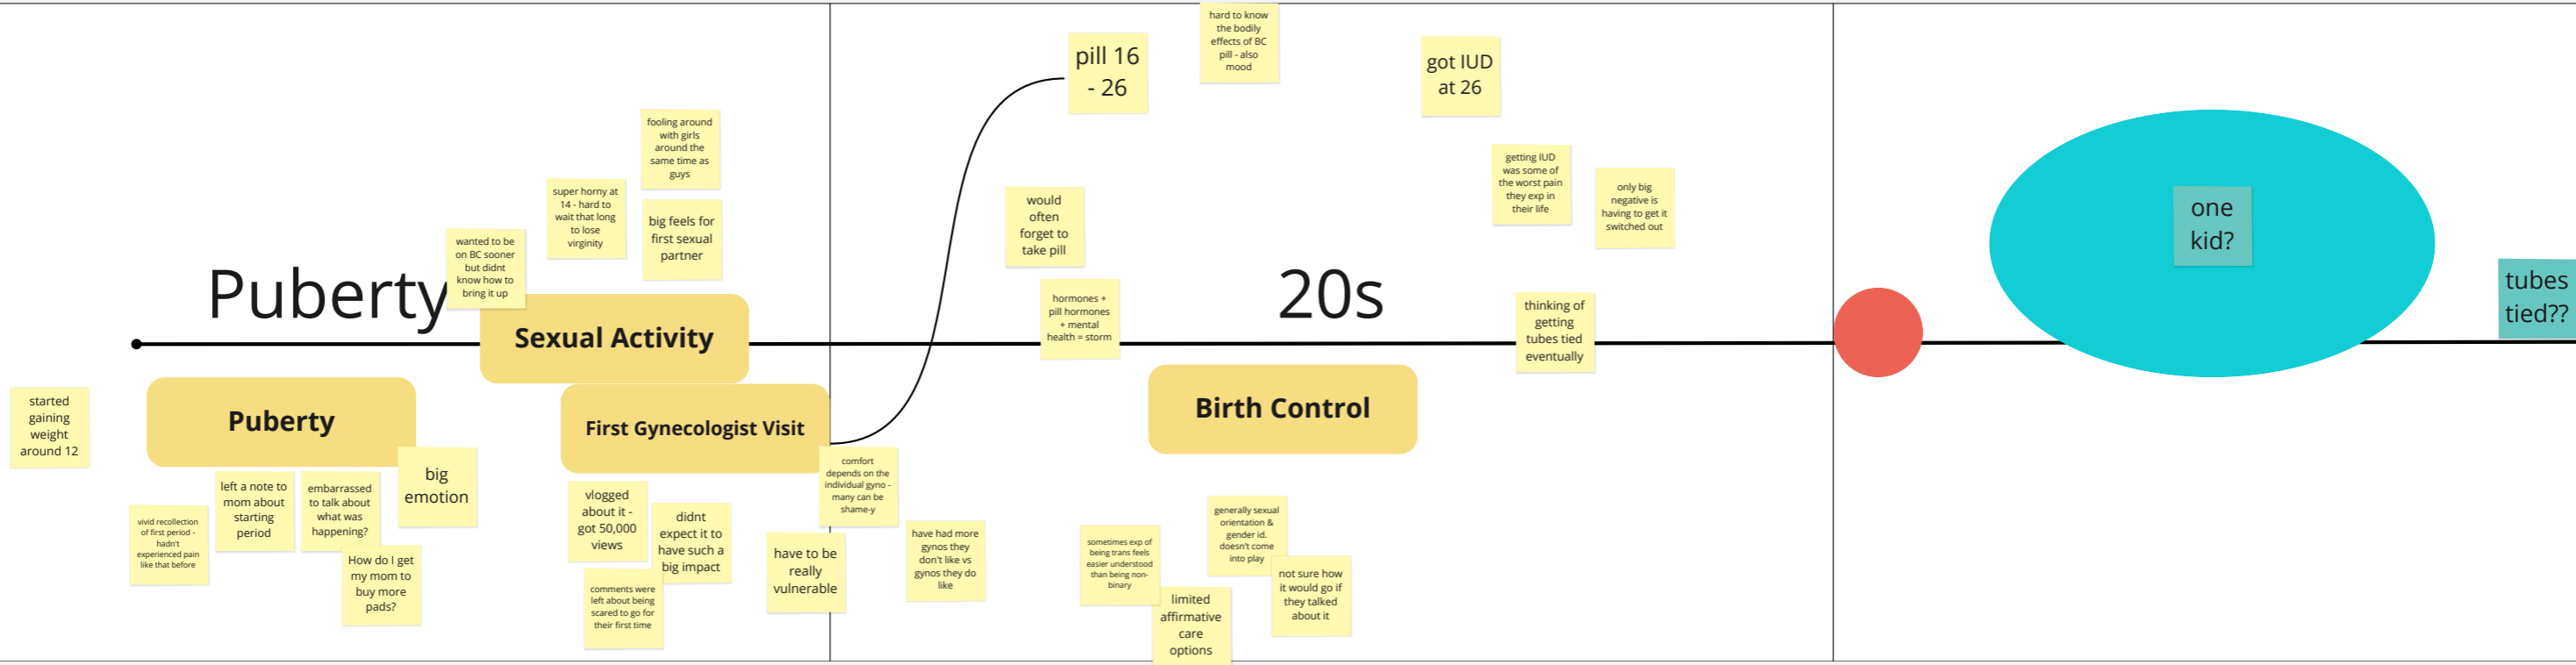 Puberty
started
gaining
weight
around 12
Puberty
vivid recollection
of first period -
hadn't
experienced pain
like that before
left a note to
mom about
starting
period
embarrassed
to talk about
what was
happening?
How do I get
my mom to
buy more
pads?
big
emotion
wanted to be
on BC sooner
but didnt
know how to
bring it up
super horny at
14 - hard to
wait that long
to lose
virginity
fooling around
with girls
around the
same time as
guys
big feels for
first sexual
partner
Sexual Activity
First Gynecologist Visit
vlogged
about it -
got 50,000
views
didnt
expect it to
have such a
big impact
comments were
left about being
scared to go for
their first time
have to be
really
vulnerable
comfort
depends on the
individual gyno -
many can be
shame-y
have had more
gynos they
don't like vs
gynos they do
like
pill 16
- 26
hard to know
the bodily
effects of BC
pill - also
mood
would
often
forget to
take pill
hormones +
pill hormones
+ mental
health = storm
20s
got IUD
at 26
getting IUD
was some of
the worst pain
they exp in
their life
only big
negative is
having to get it
switched out
thinking of
getting
tubes tied
eventually
Birth Control
sometimes exp of
being trans feels
easier understood
than being non-
binary
generally sexual
orientation &
gender id.
doesn't come
into play
limited
affirmative
care
options
not sure how
it would go if
they talked
about it
one
kid?
tubes
tied??